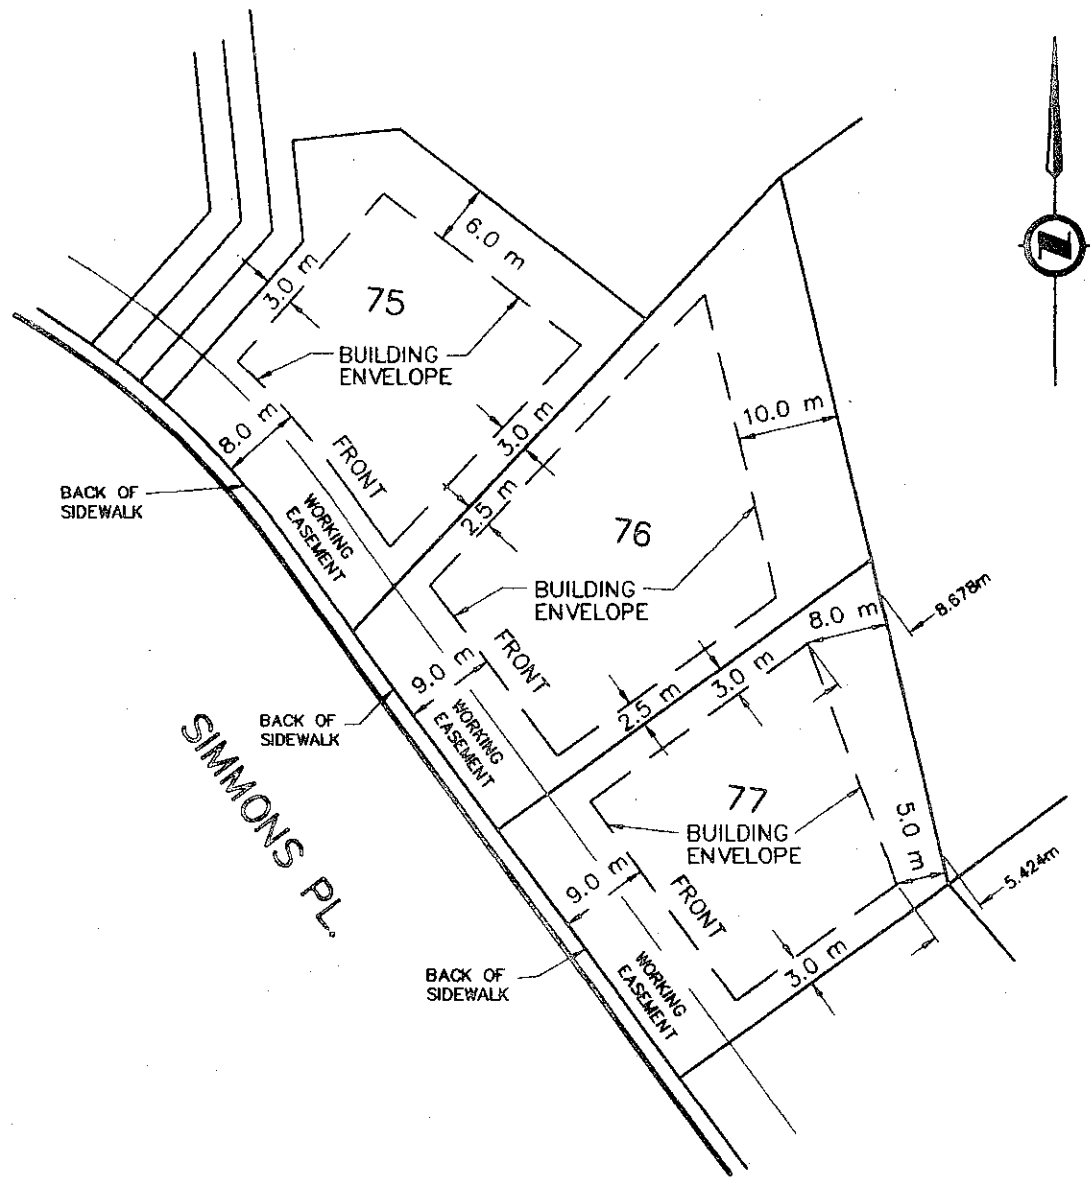 6.0 m
3.0 m
75
BUILDING
ENVELOPE
8.0 m
FRONT
3.0 m
10.0 m
BACK OF
SIDEWALK
WORKING
EASEMENT
2.5 m
76
BUILDING
ENVELOPE
8.0 m
8.678m
9.0 m
FRONT
3.0 m
2.5 m
BACK OF
SIDEWALK
WORKING
EASEMENT
SIMMONS PL.
77
BUILDING
ENVELOPE
5.0 m
5.424m
9.0 m
FRONT
3.0 m
BACK OF
SIDEWALK
WORKING
EASEMENT